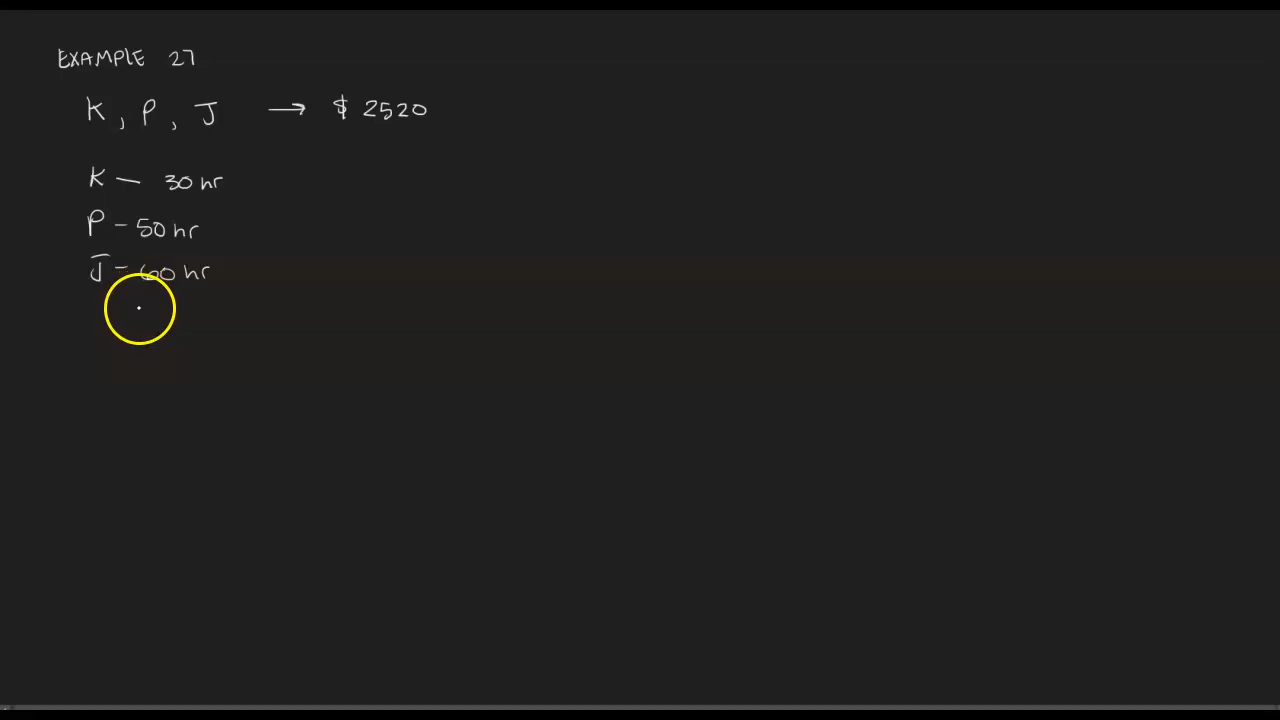 EXAMPLE 27
K, P, J → $ 2520
K — 30 hr
P - 50 hr
J - 60 hr